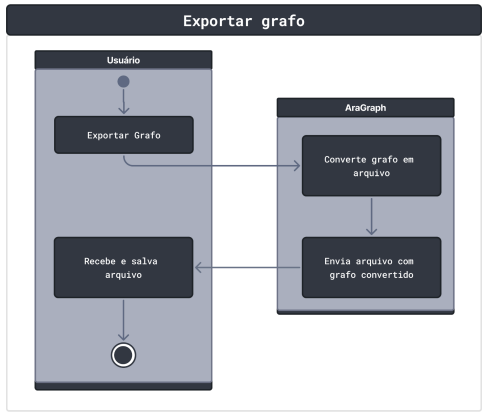 Exportar grafo
Usuário
AraGraph
Exportar Grafo
Converte grafo em
arquivo
Recebe e salva
arquivo
Envia arquivo com
grafo convertido